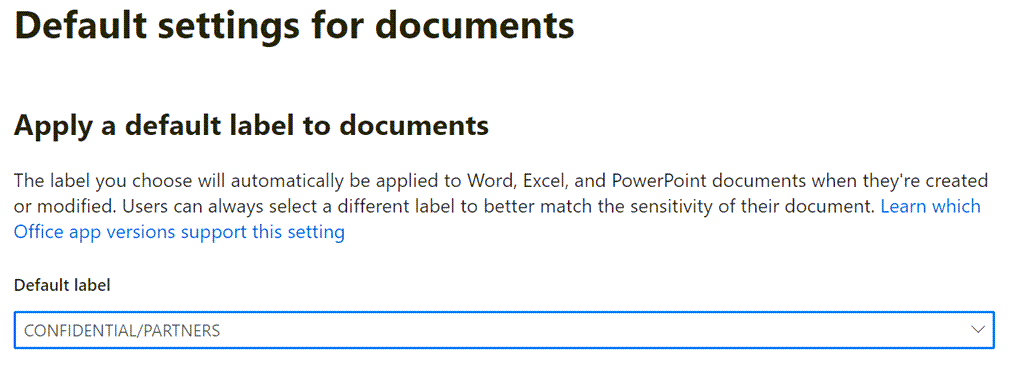 Default settings for documents
Apply a default label to documents
The label you choose will automatically be applied to Word, Excel, and PowerPoint documents when they're created
or modified. Users can always select a different label to better match the sensitivity of their document. Learn which
Office app versions support this setting
Default label
CONFIDENTIAL/PARTNERS